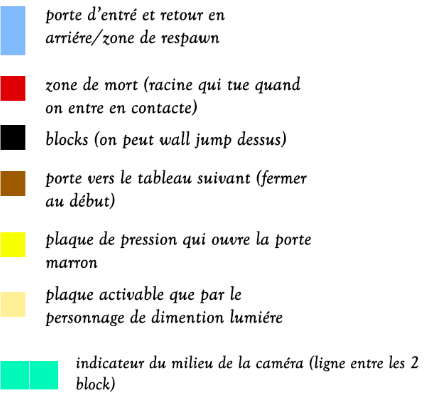 porte d'entré et retour en
arriére/zone de respawn
zone de mort (racine qui tue quand
on entre en contacte)
blocks (on peut wall jump dessus)
porte vers le tableau suivant (fermer
au début)
plaque de pression qui ouvre la porte
marron
plaque activable que par le
personnage de dimention lumiére
indicateur du milieu de la caméra (ligne entre les 2
block)